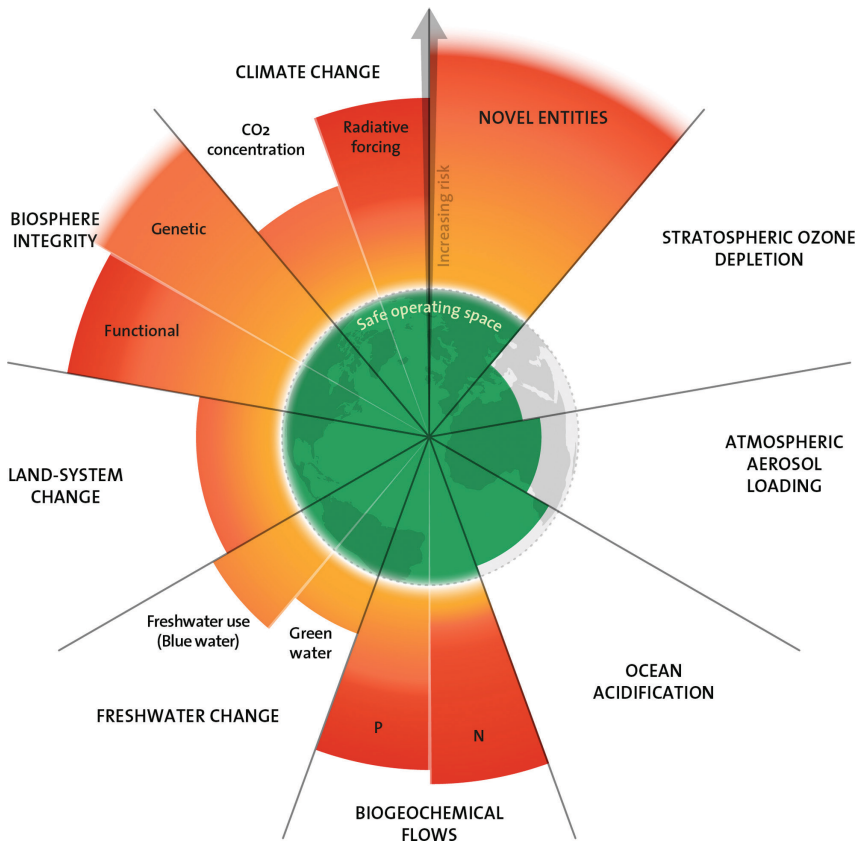 CLIMATE CHANGE
CO2
concentration
Radiative
forcing
NOVEL ENTITIES
Increasing risk
BIOSPHERE
INTEGRITY
Genetic
Functional
STRATOSPHERIC OZONE
DEPLETION
Safe operating space
LAND-SYSTEM
CHANGE
ATMOSPHERIC
AEROSOL
LOADING
Freshwater use
(Blue water)
Green
water
FRESHWATER CHANGE
OCEAN
ACIDIFICATION
P
N
BIOGEOCHEMICAL
FLOWS